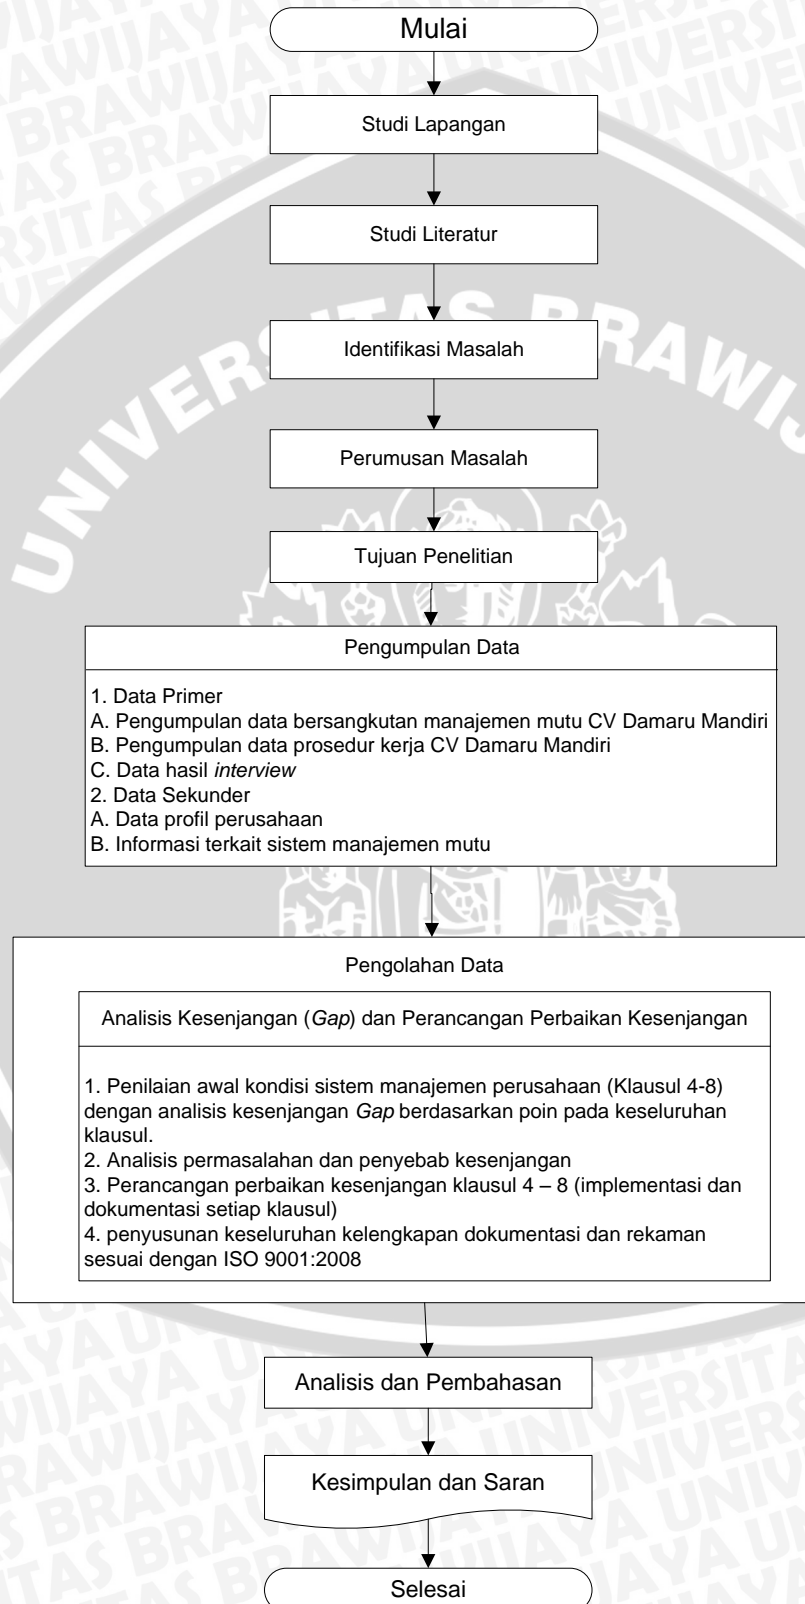 Mulai
Studi Lapangan
Studi Literatur
Identifikasi Masalah
Perumusan Masalah
Tujuan Penelitian
Pengumpulan Data
1. Data Primer
A. Pengumpulan data bersangkutan manajemen mutu CV Damaru Mandiri
B. Pengumpulan data prosedur kerja CV Damaru Mandiri
C. Data hasil interview
2. Data Sekunder
A. Data profil perusahaan
B. Informasi terkait sistem manajemen mutu
Pengolahan Data
Analisis Kesenjangan (Gap) dan Perancangan Perbaikan Kesenjangan
1. Penilaian awal kondisi sistem manajemen perusahaan (Klausul 4-8)
dengan analisis kesenjangan Gap berdasarkan poin pada keseluruhan
klausul.
2. Analisis permasalahan dan penyebab kesenjangan
3. Perancangan perbaikan kesenjangan klausul 4 – 8 (implementasi dan
dokumentasi setiap klausul)
4. penyusunan keseluruhan kelengkapan dokumentasi dan rekaman
sesuai dengan ISO 9001:2008
Analisis dan Pembahasan
Kesimpulan dan Saran
Selesai